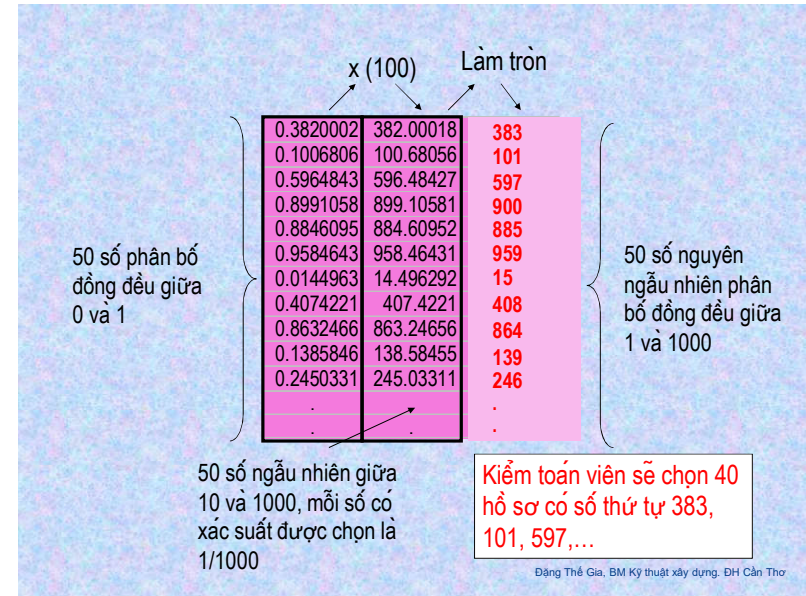 x (100)
Làm tròn
0.3820002 382.00018 383
0.1006806 100.68056 101
0.5964843 596.48427 597
0.8991058 899.10581 900
0.8846095 884.60952 885
0.9584643 958.46431 959
0.0144963 14.496292 15
0.4074221 407.4221 408
0.8632466 863.24656 864
0.1385846 138.58455 139
0.2450331 245.03311 246
. . .
. . .
50 số phân bố
đồng đều giữa
0 và 1
50 số nguyên
ngẫu nhiên phân
bố đồng đều giữa
1 và 1000
50 số ngẫu nhiên giữa
10 và 1000, mỗi số có
xác suất được chọn là
1/1000
Kiểm toán viên sẽ chọn 40
hồ sơ có số thứ tự 383,
101, 597,…
Đặng Thế Gia, BM Kỹ thuật xây dựng. ĐH Cần Thơ